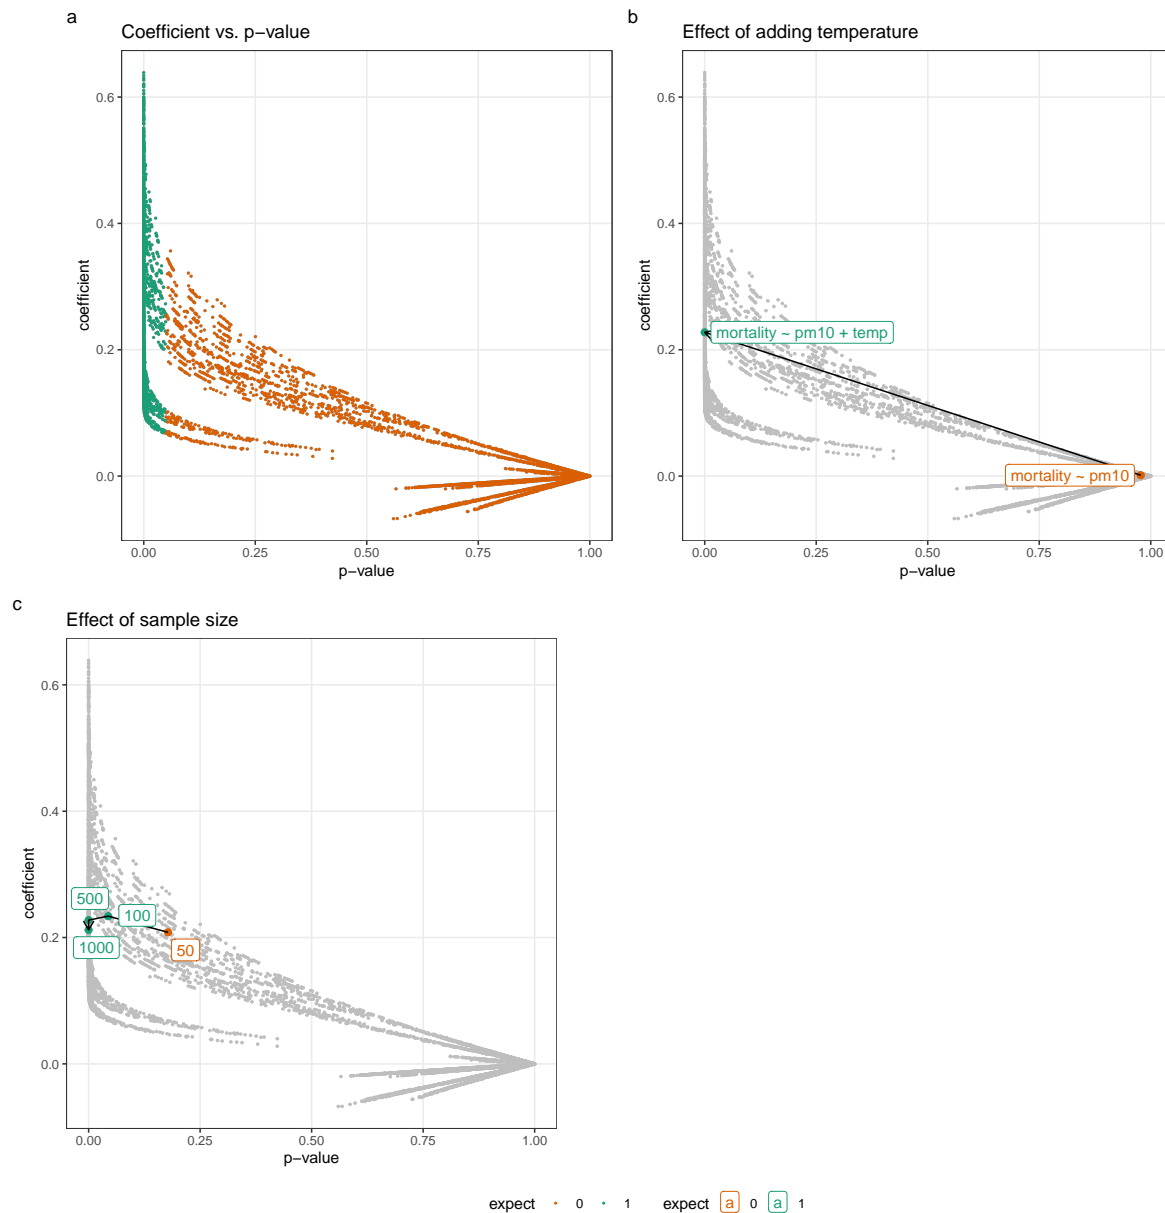 a
Coefficient vs. p−value
0.6
0.4
0.2
0.0
coefficient
0.00 0.25 0.50 0.75 1.00
p−value
b
Effect of adding temperature
0.6
0.4
0.2
0.0
coefficient
mortality ~ pm10 + temp
mortality ~ pm10
0.00 0.25 0.50 0.75 1.00
p−value
c
Effect of sample size
0.6
0.4
0.2
0.0
coefficient
500
100
1000
50
0.00 0.25 0.50 0.75 1.00
p−value
expect 0 1 expect a 0 a 1